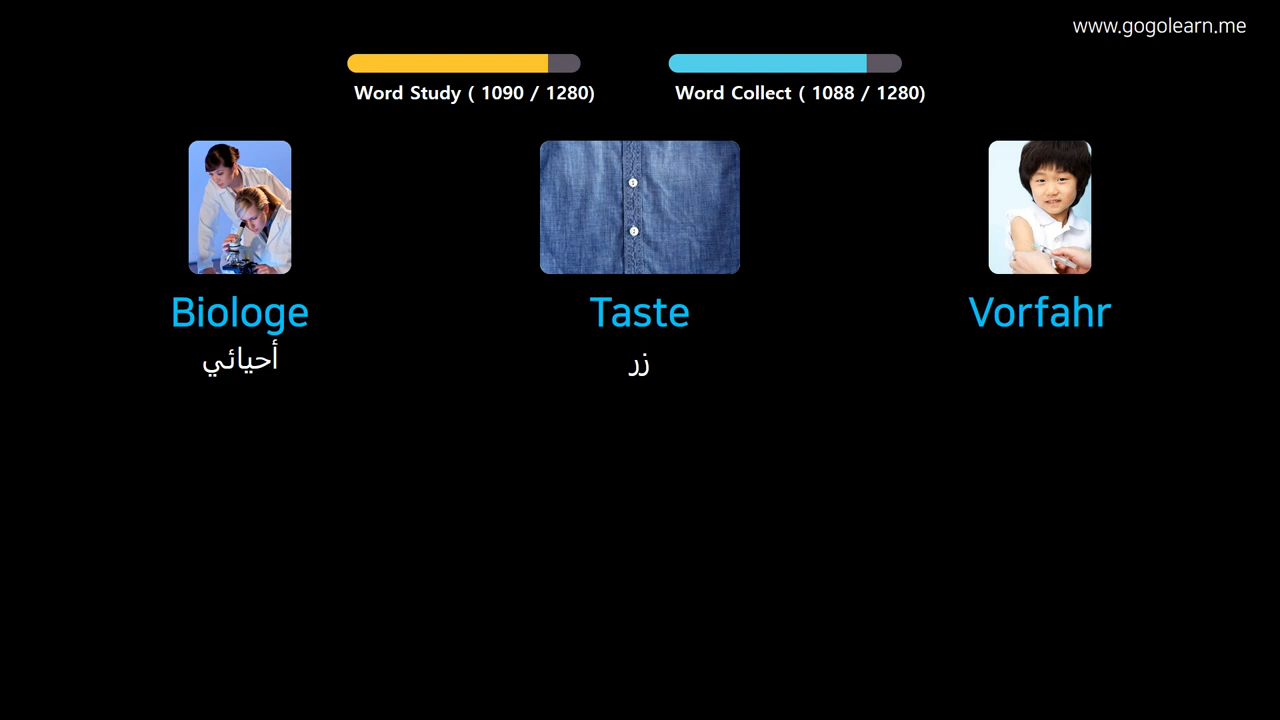 www.gogolearn.me
Word Study ( 1090 / 1280)
Word Collect ( 1088 / 1280)
Biologe
أحيائي
Taste
زر
Vorfahr